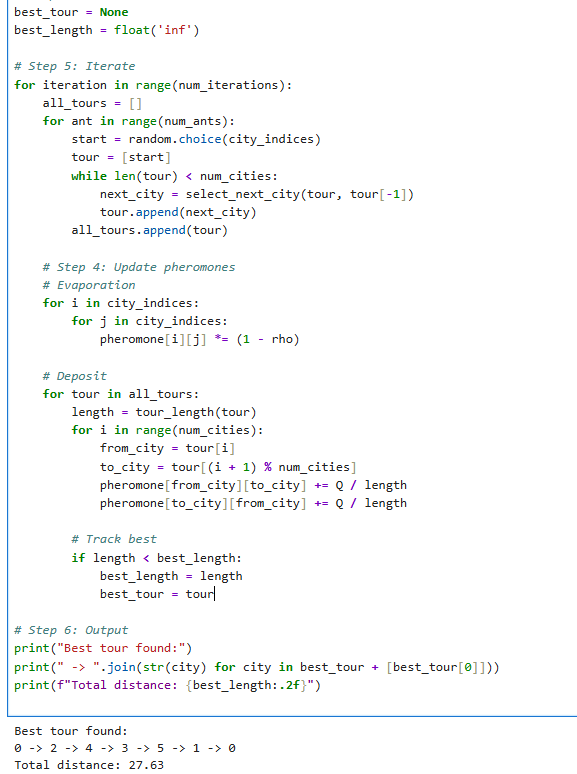 best_tour = None
best_length = float('inf')

# Step 5: Iterate
for iteration in range(num_iterations):
    all_tours = []
    for ant in range(num_ants):
        start = random.choice(city_indices)
        tour = [start]
        while len(tour) < num_cities:
            next_city = select_next_city(tour, tour[-1])
            tour.append(next_city)
        all_tours.append(tour)

    # Step 4: Update pheromones
    # Evaporation
    for i in city_indices:
        for j in city_indices:
            pheromone[i][j] *= (1 - rho)

    # Deposit
    for tour in all_tours:
        length = tour_length(tour)
        for i in range(num_cities):
            from_city = tour[i]
            to_city = tour[(i + 1) % num_cities]
            pheromone[from_city][to_city] += Q / length
            pheromone[to_city][from_city] += Q / length

        # Track best
        if length < best_length:
            best_length = length
            best_tour = tour

# Step 6: Output
print("Best tour found:")
print(" -> ".join(str(city) for city in best_tour + [best_tour[0]]))
print(f"Total distance: {best_length:.2f}")

Best tour found:
0 -> 2 -> 4 -> 3 -> 5 -> 1 -> 0
Total distance: 27.63